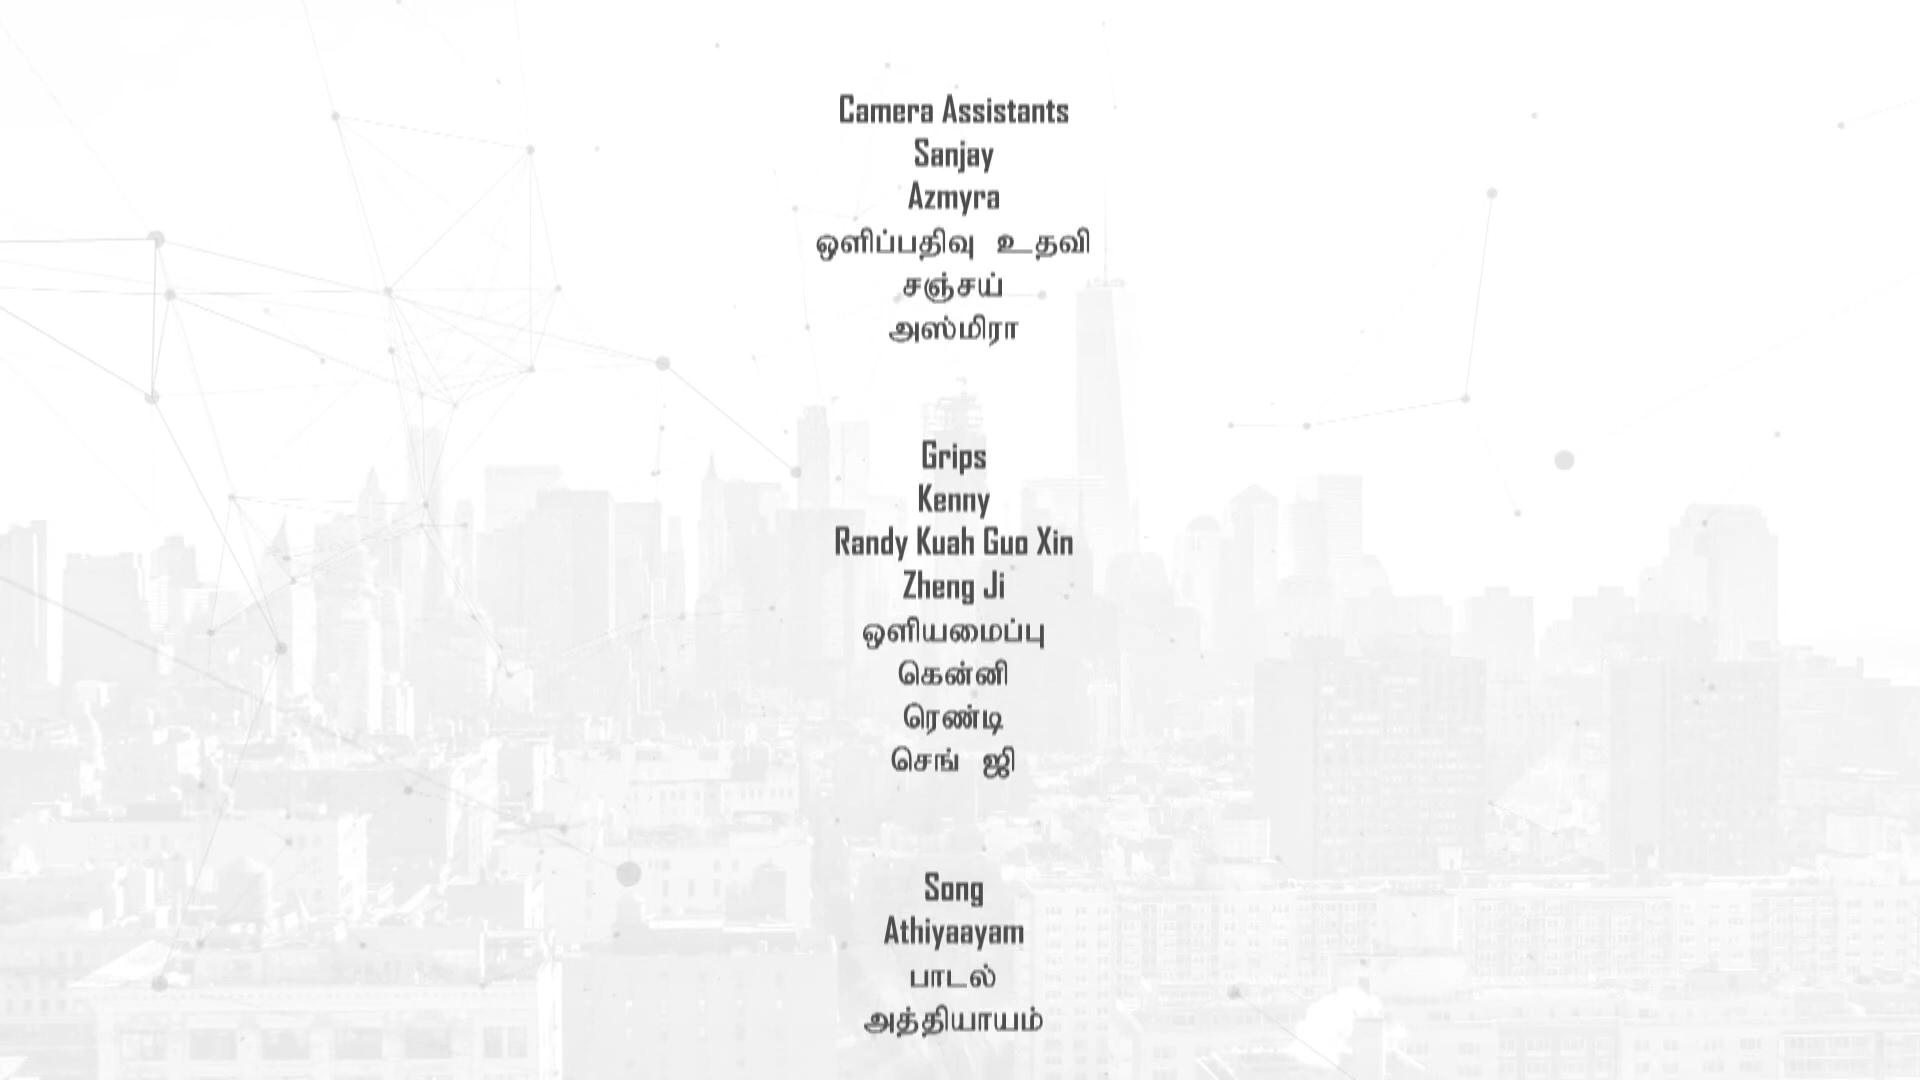 Camera Assistants
Sanjay
Azmyra
ஒளிப்பதிவு உதவி
சஞ்சய்
அஸ்மிரா
Grips
Kenny
Randy Kuah Guo Xin
Zheng Ji
ஒளியமைப்பு
கென்னி
ரெண்டி
செங் ஜி
Song
Athiyaayam
பாடல்
அத்தியாயம்